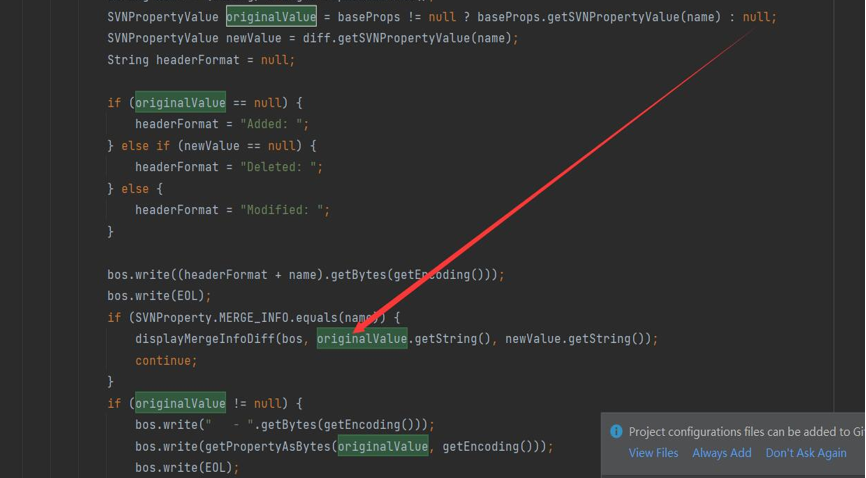 SVNPropertyValue originalValue = baseProps != null ? baseProps.getSVNPropertyValue(name) : null;
SVNPropertyValue newValue = diff.getSVNPropertyValue(name);
String headerFormat = null;
if (originalValue == null) {
headerFormat = "Added: ";
} else if (newValue == null) {
headerFormat = "Deleted: ";
} else {
headerFormat = "Modified: ";
}
bos.write((headerFormat + name).getBytes(getEncoding()));
bos.write(EOL);
if (SVNProperty.MERGE_INFO.equals(name)) {
displayMergeInfoDiff(bos, originalValue.getString(), newValue.getString());
continue;
}
if (originalValue != null) {
bos.write("   - ".getBytes(getEncoding()));
bos.write(getPropertyAsBytes(originalValue, getEncoding()));
bos.write(EOL);
Project configurations files can be added to Gi
View Files Always Add Don't Ask Again